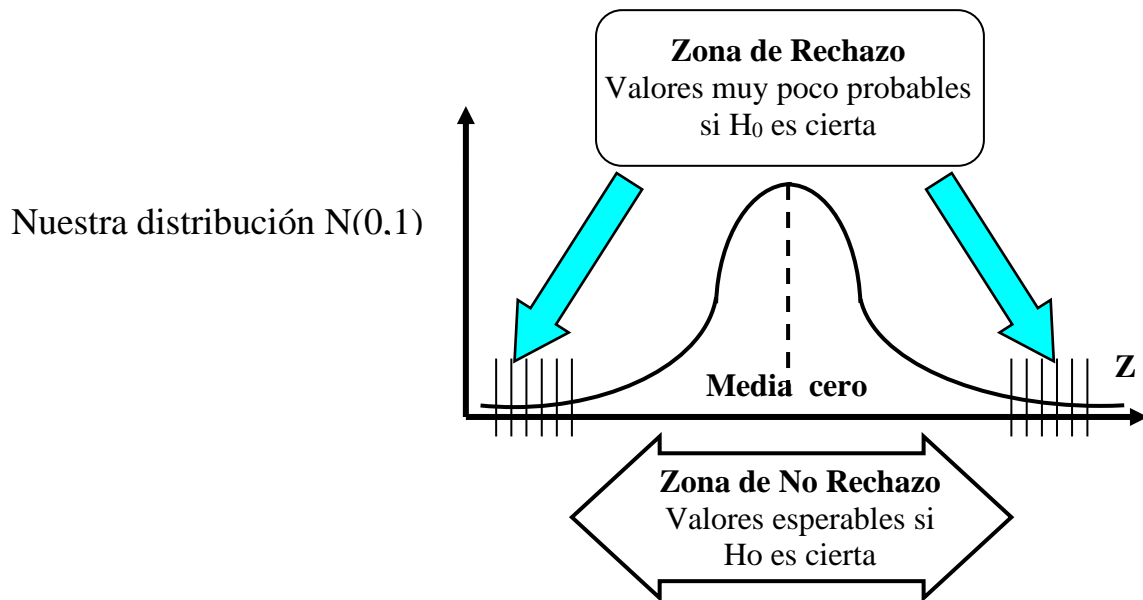 Zona de Rechazo
Valores muy poco probables
si H₀ es cierta
Nuestra distribución N(0,1)
Z
Media cero
Zona de No Rechazo
Valores esperables si
Ho es cierta